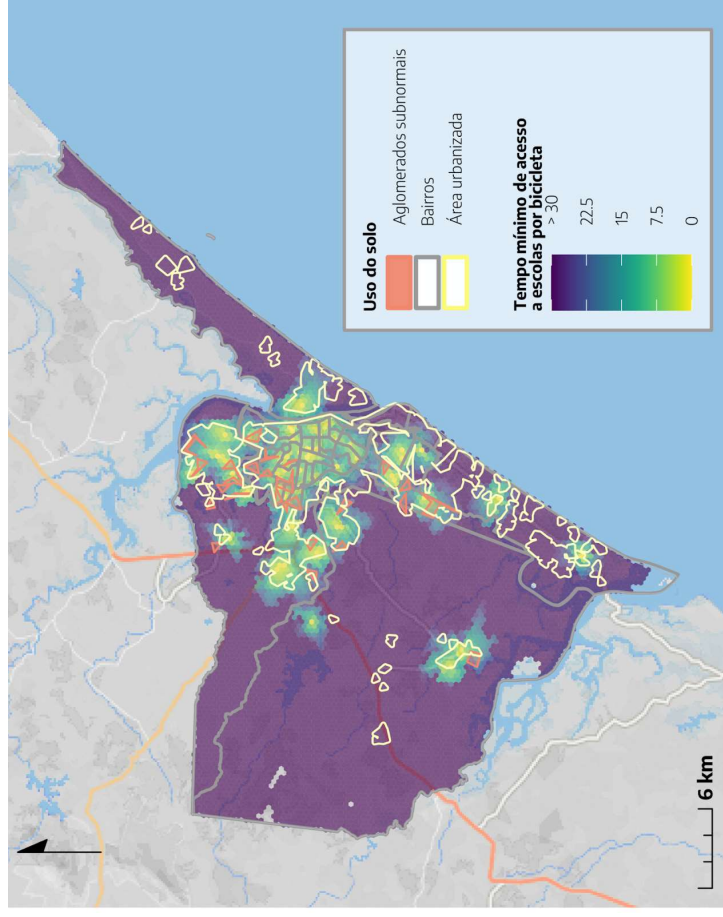 Uso do solo
Aglomerados subnormais
Bairros
Área urbanizada
Tempo mínimo de acesso
a escolas por bicicleta
> 30
22.5
15
7.5
0
6 km